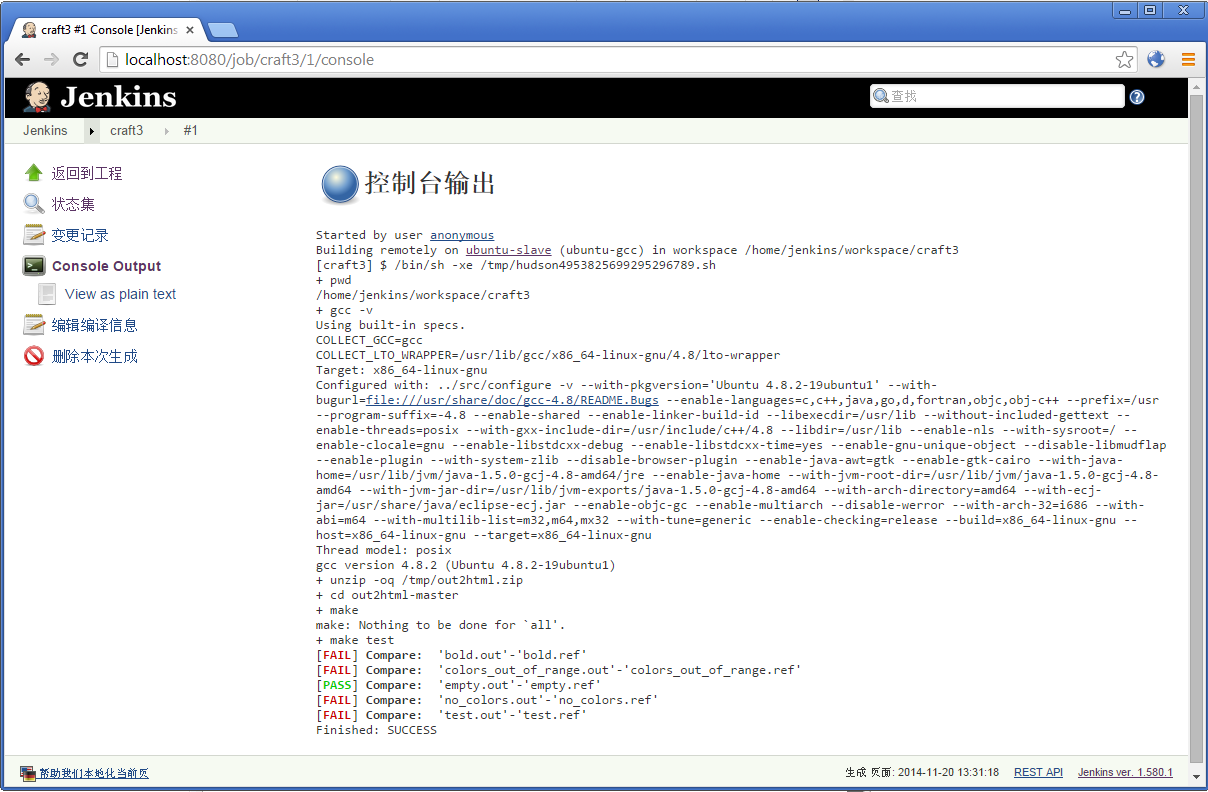 craft3 #1 Console [Jenkins
localhost:8080/job/craft3/1/console
Jenkins
查找
Jenkins craft3 #1
返回到工程
状态集
变更记录
Console Output
View as plain text
编辑编译信息
删除本次生成
控制台输出
Started by user anonymous
Building remotely on ubuntu-slave (ubuntu-gcc) in workspace /home/jenkins/workspace/craft3
[craft3] $ /bin/sh -xe /tmp/hudson4953825699295296789.sh
+ pwd
/home/jenkins/workspace/craft3
+ gcc -v
Using built-in specs.
COLLECT_GCC=gcc
COLLECT_LTO_WRAPPER=/usr/lib/gcc/x86_64-linux-gnu/4.8/lto-wrapper
Target: x86_64-linux-gnu
Configured with: ../src/configure -v --with-pkgversion='Ubuntu 4.8.2-19ubuntu1' --with-
bugurl=file:///usr/share/doc/gcc-4.8/README.Bugs --enable-languages=c,c++,java,go,d,fortran,objc,obj-c++ --prefix=/usr
--program-suffix=-4.8 --enable-shared --enable-linker-build-id --libexecdir=/usr/lib --without-included-gettext --
enable-threads=posix --with-gxx-include-dir=/usr/include/c++/4.8 --libdir=/usr/lib --enable-nls --with-sysroot=/ --
enable-clocale=gnu --enable-libstdcxx-debug --enable-libstdcxx-time=yes --enable-gnu-unique-object --disable-libmudflap
--enable-plugin --with-system-zlib --disable-browser-plugin --enable-java-awt=gtk --enable-gtk-cairo --with-java-
home=/usr/lib/jvm/java-1.5.0-gcj-4.8-amd64/jre --enable-java-home --with-jvm-root-dir=/usr/lib/jvm/java-1.5.0-gcj-4.8-
amd64 --with-jvm-jar-dir=/usr/lib/jvm-exports/java-1.5.0-gcj-4.8-amd64 --with-arch-directory=amd64 --with-ecj-
jar=/usr/share/java/eclipse-ecj.jar --enable-objc-gc --enable-multiarch --disable-werror --with-arch-32=i686 --with-
abi=m64 --with-multilib-list=m32,m64,mx32 --with-tune=generic --enable-checking=release --build=x86_64-linux-gnu --
host=x86_64-linux-gnu --target=x86_64-linux-gnu
Thread model: posix
gcc version 4.8.2 (Ubuntu 4.8.2-19ubuntu1)
+ unzip -oq /tmp/out2html.zip
+ cd out2html-master
+ make
make: Nothing to be done for `all'.
+ make test
[FAIL] Compare:  'bold.out'-'bold.ref'
[FAIL] Compare:  'colors_out_of_range.out'-'colors_out_of_range.ref'
[PASS] Compare:  'empty.out'-'empty.ref'
[FAIL] Compare:  'no_colors.out'-'no_colors.ref'
[FAIL] Compare:  'test.out'-'test.ref'
Finished: SUCCESS
帮助我们本地化当前页
生成 页面: 2014-11-20 13:31:18 REST API Jenkins ver. 1.580.1